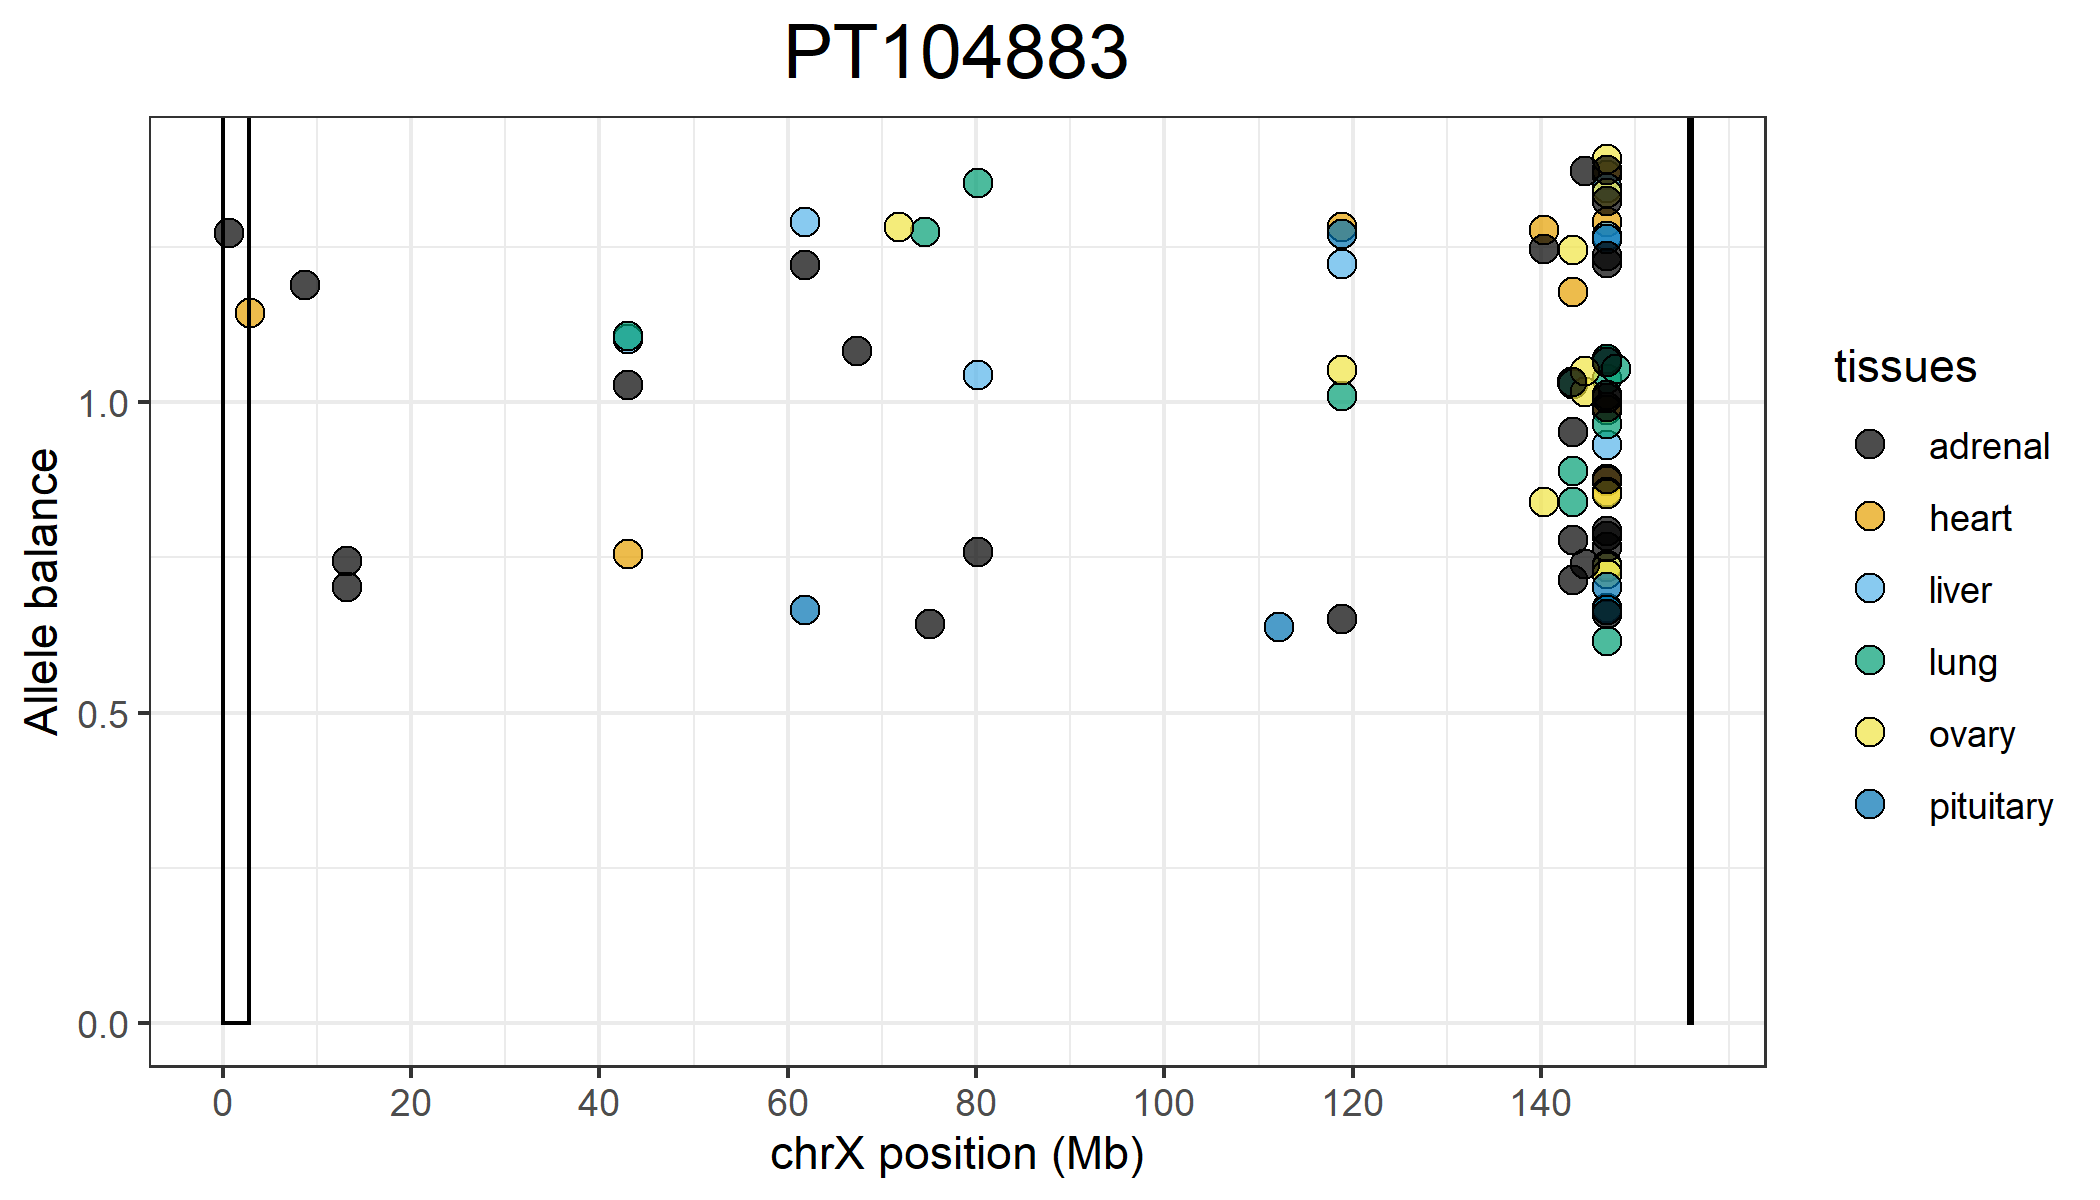 PT104883
Allele balance
1.0
0.5
0.0
0 20 40 60 80 100 120 140
chrX position (Mb)
tissues
adrenal
heart
liver
lung
ovary
pituitary